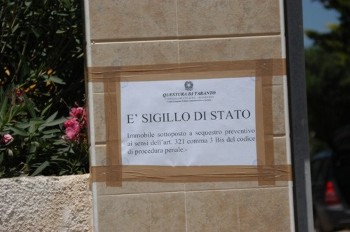 QUESTURA DI TARANTO
E' SIGILLO DI STATO
Immobile sottoposto a sequestro preventivo
ai sensi dell'art. 321 comma 3 Bis del codice
di procedura penale.-